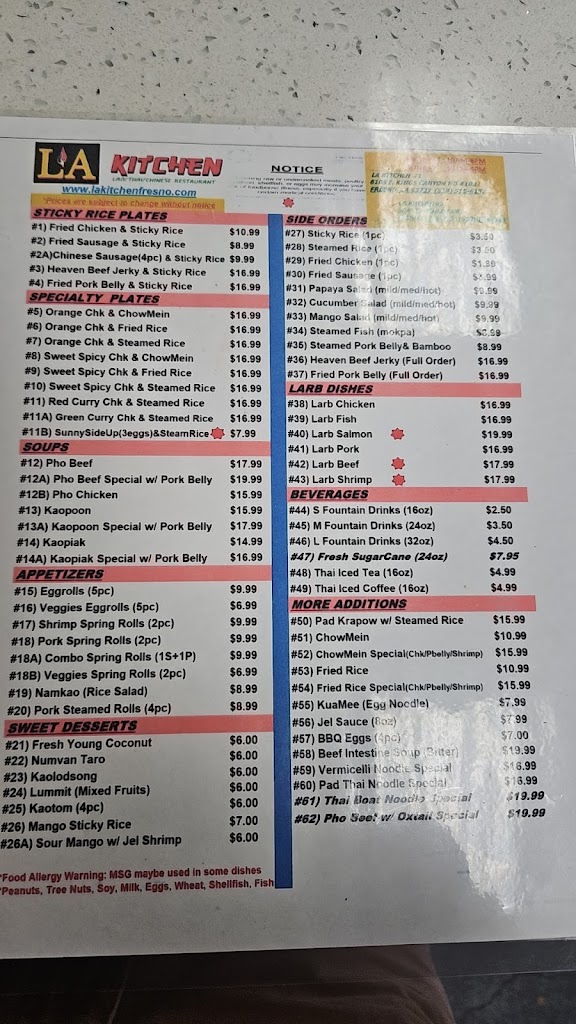 LA KITCHEN
LAO/THAI/CHINESE RESTAURANT
www.lakitchenfresno.com
*Prices are subject to change without notice
NOTICE
STICKY RICE PLATES
#1) Fried Chicken & Sticky Rice $10.99
#2) Fried Sausage & Sticky Rice $8.99
#2A)Chinese Sausage(4pc) & Sticky Rice $9.99
#3) Heaven Beef Jerky & Sticky Rice $16.99
#4) Fried Pork Belly & Sticky Rice $16.99
SPECIALTY PLATES
#5) Orange Chk & ChowMein $16.99
#6) Orange Chk & Fried Rice $16.99
#7) Orange Chk & Steamed Rice $16.99
#8) Sweet Spicy Chk & ChowMein $16.99
#9) Sweet Spicy Chk & Fried Rice $16.99
#10) Sweet Spicy Chk & Steamed Rice $16.99
#11) Red Curry Chk & Steamed Rice $16.99
#11A) Green Curry Chk & Steamed Rice $16.99
#11B) SunnySideUp(3eggs)&SteamRice $7.99
SOUPS
#12) Pho Beef $17.99
#12A) Pho Beef Special w/ Pork Belly $19.99
#12B) Pho Chicken $15.99
#13) Kaopoon $15.99
#13A) Kaopoon Special w/ Pork Belly $17.99
#14) Kaopiak $14.99
#14A) Kaopiak Special w/ Pork Belly $16.99
APPETIZERS
#15) Eggrolls (5pc) $9.99
#16) Veggies Eggrolls (5pc) $6.99
#17) Shrimp Spring Rolls (2pc) $9.99
#18) Pork Spring Rolls (2pc) $9.99
#18A) Combo Spring Rolls (1S+1P) $9.99
#18B) Veggies Spring Rolls (2pc) $6.99
#19) Namkao (Rice Salad) $8.99
#20) Pork Steamed Rolls (4pc) $8.99
SWEET DESSERTS
#21) Fresh Young Coconut $6.00
#22) Numvan Taro $6.00
#23) Kaolodsong $6.00
#24) Lummit (Mixed Fruits) $6.00
#25) Kaotom (4pc) $6.00
#26) Mango Sticky Rice $7.00
#26A) Sour Mango w/ Jel Shrimp $6.00
*Food Allergy Warning: MSG maybe used in some dishes
*Peanuts, Tree Nuts, Soy, Milk, Eggs, Wheat, Shellfish, Fish
SIDE ORDERS
#27) Sticky Rice (1pc) $3.50
#28) Steamed Rice (1pc)
#29) Fried Chicken (1pc)
#30) Fried Sausage (1pc) $3.99
#31) Papaya Salad (mild/med/hot) $9.99
#32) Cucumber Salad (mild/med/hot) $9.99
#33) Mango Salad (mild/med/hot) $9.99
#34) Steamed Fish (mokpa)
#35) Steamed Pork Belly& Bamboo $8.99
#36) Heaven Beef Jerky (Full Order) $16.99
#37) Fried Pork Belly (Full Order) $16.99
LARB DISHES
#38) Larb Chicken $16.99
#39) Larb Fish $16.99
#40) Larb Salmon $19.99
#41) Larb Pork $16.99
#42) Larb Beef $17.99
#43) Larb Shrimp $17.99
BEVERAGES
#44) S Fountain Drinks (16oz) $2.50
#45) M Fountain Drinks (24oz) $3.50
#46) L Fountain Drinks (32oz) $4.50
#47) Fresh SugarCane (24oz) $7.95
#48) Thai Iced Tea (16oz) $4.99
#49) Thai Iced Coffee (16oz) $4.99
MORE ADDITIONS
#50) Pad Krapow w/ Steamed Rice $15.99
#51) ChowMein $10.99
#52) ChowMein Special(Chk/Pbelly/Shrimp) $15.99
#53) Fried Rice $10.99
#54) Fried Rice Special(Chk/Pbelly/Shrimp) $15.99
#55) KuaMee (Egg Noodle) $7.99
#56) Jel Sauce (8oz) $7.99
#57) BBQ Eggs (4pc) $7.00
#58) Beef Intestine Soup (Bitter) $19.99
#59) Vermicelli Noodle Special $16.99
#60) Pad Thai Noodle Special $16.99
#61) Thai Boat Noodle Special $19.99
#62) Pho Beef w/ Oxtail Special $19.99